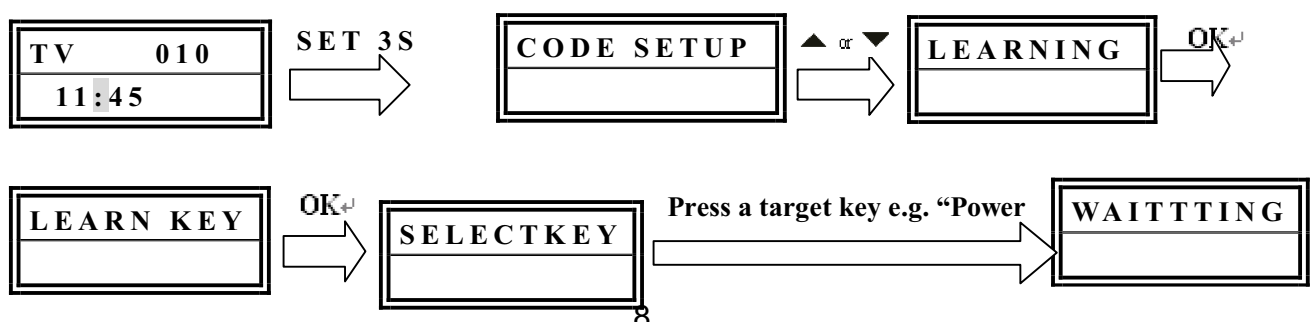 TV 010
11:45
SET 3S
CODE SETUP
▲ or ▼
LEARNING
OK↵
LEARN KEY
OK↵
SELECTKEY
Press a target key e.g. “Power
WAITTTING
8